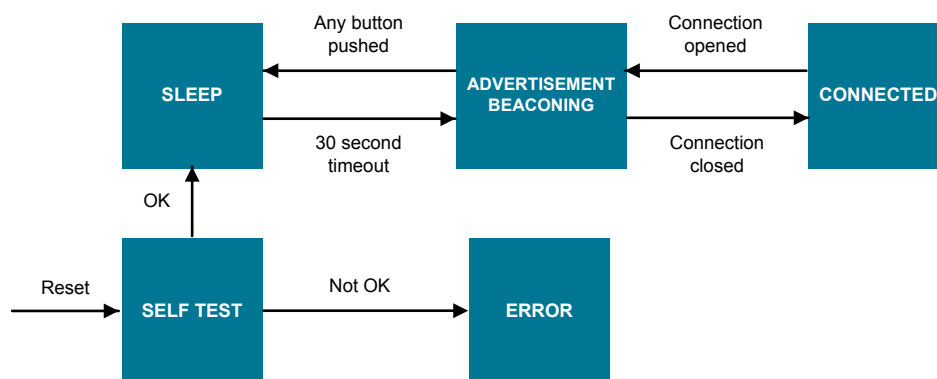 Any button
pushed
Connection
opened
SLEEP
ADVERTISEMENT
BEACONING
CONNECTED
30 second
timeout
Connection
closed
OK
Reset
SELF TEST
Not OK
ERROR